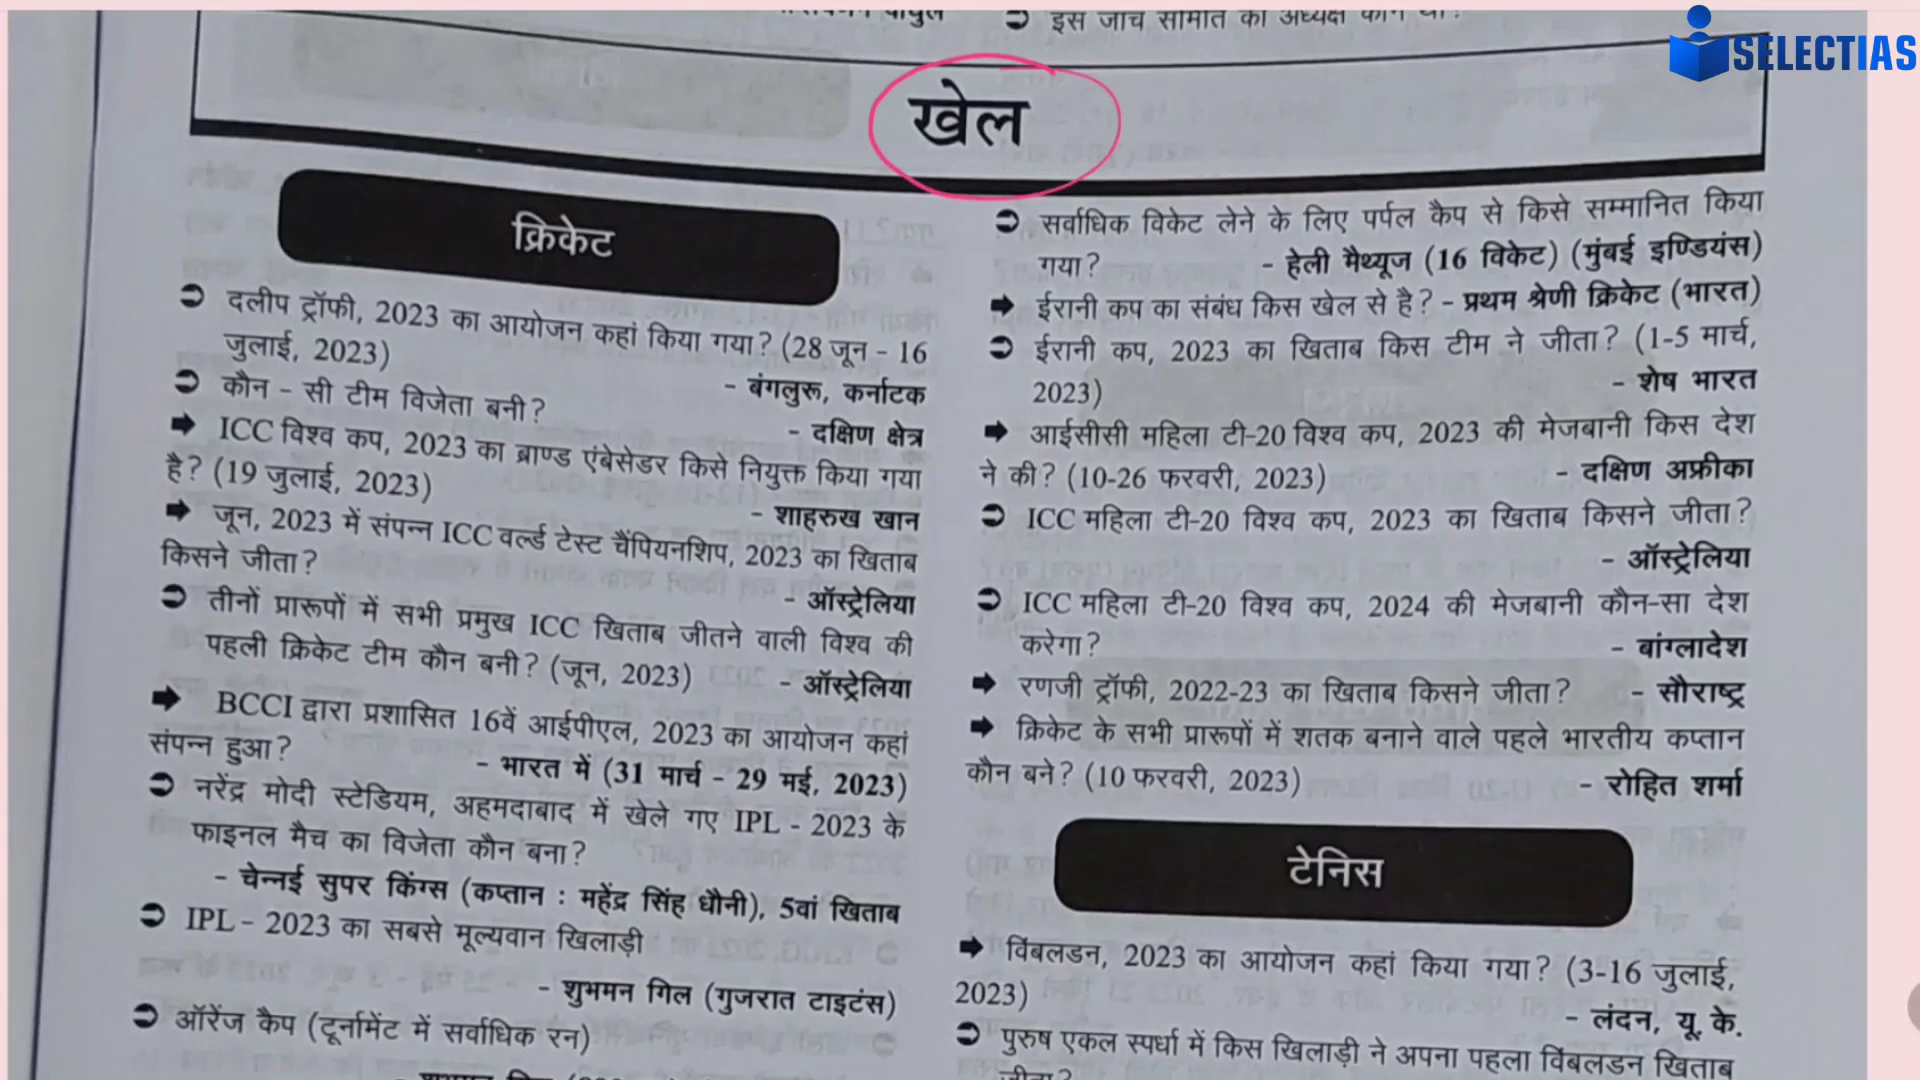 ⮊ इस जांच समिति का अध्यक्ष कौन था?
SELECTIAS
खेल
क्रिकेट
⮊ दलीप ट्रॉफी, 2023 का आयोजन कहां किया गया? (28 जून - 16
जुलाई, 2023)
- बंगलुरू, कर्नाटक
⮊ कौन - सी टीम विजेता बनी?
- दक्षिण क्षेत्र
➡ ICC विश्व कप, 2023 का ब्राण्ड एंबेसेडर किसे नियुक्त किया गया
है? (19 जुलाई, 2023)
- शाहरुख खान
➡ जून, 2023 में संपन्न ICC वर्ल्ड टेस्ट चैंपियनशिप, 2023 का खिताब
किसने जीता?
- ऑस्ट्रेलिया
⮊ तीनों प्रारूपों में सभी प्रमुख ICC खिताब जीतने वाली विश्व की
पहली क्रिकेट टीम कौन बनी? (जून, 2023) - ऑस्ट्रेलिया
➡ BCCI द्वारा प्रशासित 16वें आईपीएल, 2023 का आयोजन कहां
संपन्न हुआ? - भारत में (31 मार्च - 29 मई, 2023)
⮊ नरेंद्र मोदी स्टेडियम, अहमदाबाद में खेले गए IPL - 2023 के
फाइनल मैच का विजेता कौन बना?
- चेन्नई सुपर किंग्स (कप्तान : महेंद्र सिंह धौनी), 5वां खिताब
⮊ IPL - 2023 का सबसे मूल्यवान खिलाड़ी
- शुभमन गिल (गुजरात टाइटंस)
⮊ ऑरेंज कैप (टूर्नामेंट में सर्वाधिक रन)
⮊ सर्वाधिक विकेट लेने के लिए पर्पल कैप से किसे सम्मानित किया
गया? - हेली मैथ्यूज (16 विकेट) (मुंबई इण्डियंस)
➡ ईरानी कप का संबंध किस खेल से है? - प्रथम श्रेणी क्रिकेट (भारत)
⮊ ईरानी कप, 2023 का खिताब किस टीम ने जीता? (1-5 मार्च,
2023) - शेष भारत
➡ आईसीसी महिला टी-20 विश्व कप, 2023 की मेजबानी किस देश
ने की? (10-26 फरवरी, 2023) - दक्षिण अफ्रीका
⮊ ICC महिला टी-20 विश्व कप, 2023 का खिताब किसने जीता?
- ऑस्ट्रेलिया
⮊ ICC महिला टी-20 विश्व कप, 2024 की मेजबानी कौन-सा देश
करेगा? - बांग्लादेश
➡ रणजी ट्रॉफी, 2022-23 का खिताब किसने जीता? - सौराष्ट्र
➡ क्रिकेट के सभी प्रारूपों में शतक बनाने वाले पहले भारतीय कप्तान
कौन बने? (10 फरवरी, 2023) - रोहित शर्मा
टेनिस
➡ विंबलडन, 2023 का आयोजन कहां किया गया? (3-16 जुलाई,
2023)
- लंदन, यू. के.
⮊ पुरुष एकल स्पर्धा में किस खिलाड़ी ने अपना पहला विंबलडन खिताब
जीता?